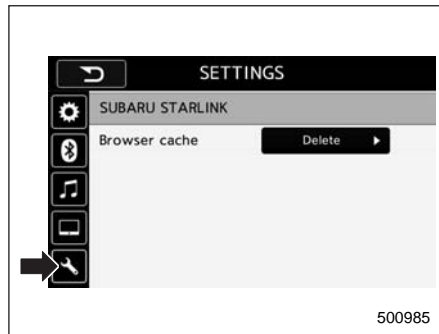 SETTINGS
SUBARU STARLINK
Browser cache
Delete
500985